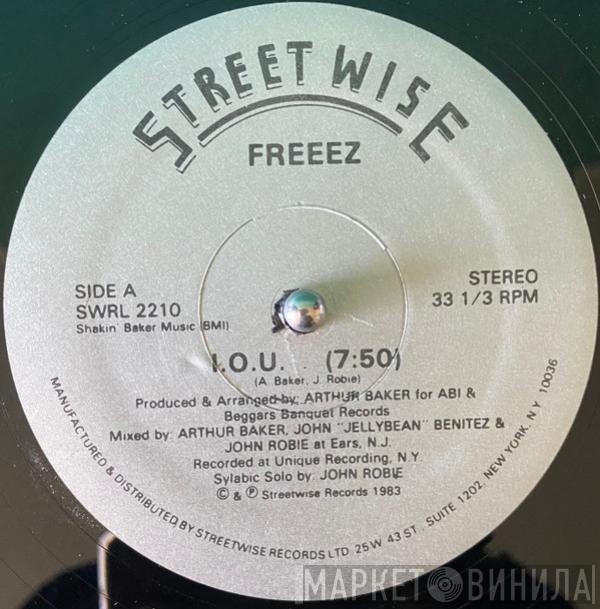 STREETWISE
FREEEZ
SIDE A
SWRL 2210
Shakin' Baker Music (BMI)
STEREO
33 1/3 RPM
I.O.U. . (7:50)
(A. Baker, J. Robie)
Produced & Arranged by: ARTHUR BAKER for ABI &
Beggars Banquet Records
Mixed by: ARTHUR BAKER, JOHN "JELLYBEAN" BENITEZ &
JOHN ROBIE at Ears, N.J.
Recorded at Unique Recording, N.Y.
Sylabic Solo by: JOHN ROBIE
© & ℗ Streetwise Records 1983
MANUFACTURED & DISTRIBUTED BY STREETWISE RECORDS LTD. 25 W. 43 ST., SUITE 1202, NEW YORK, N.Y. 10036
МАРКЕТ ВИНИЛА